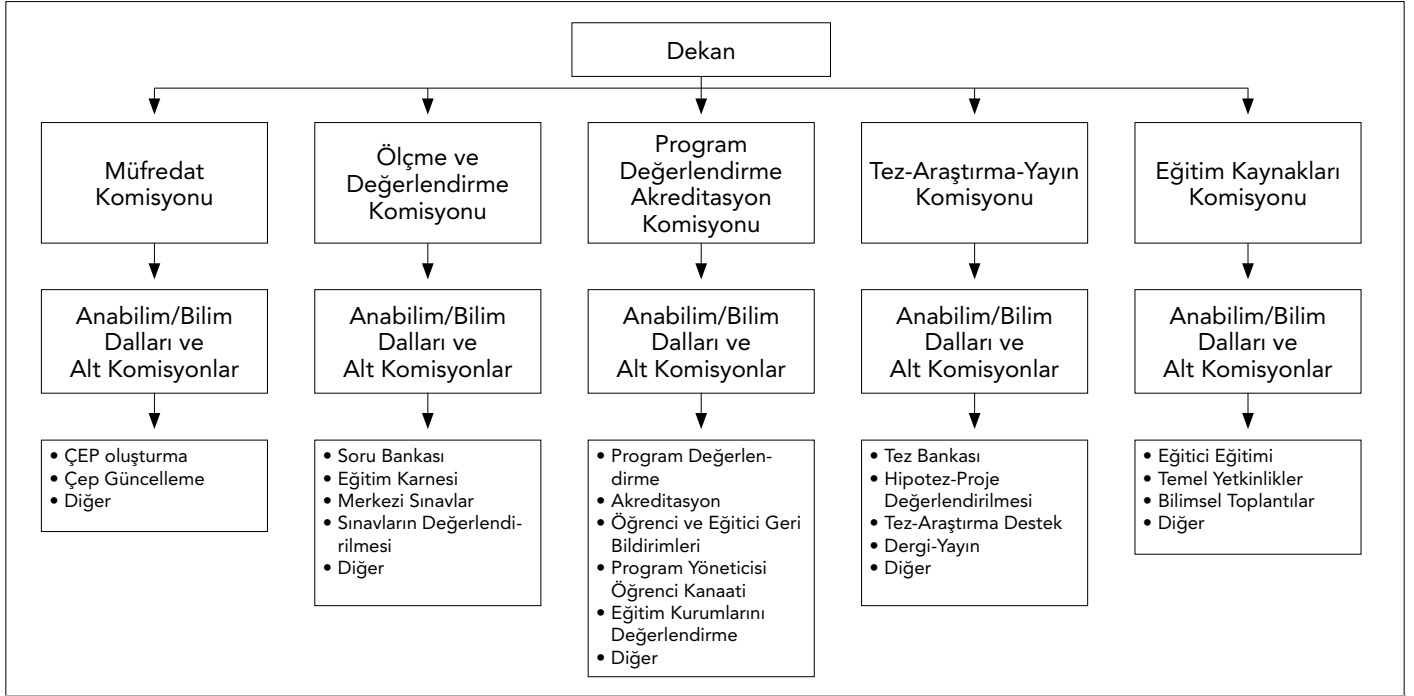 Dekan
Müfredat
Komisyonu
Ölçme ve
Değerlendirme
Komisyonu
Program
Değerlendirme
Akreditasyon
Komisyonu
Tez-Araştırma-Yayın
Komisyonu
Eğitim Kaynakları
Komisyonu
Anabilim/Bilim
Dalları ve
Alt Komisyonlar
Anabilim/Bilim
Dalları ve
Alt Komisyonlar
Anabilim/Bilim
Dalları ve
Alt Komisyonlar
Anabilim/Bilim
Dalları ve
Alt Komisyonlar
Anabilim/Bilim
Dalları ve
Alt Komisyonlar
• ÇEP oluşturma
• Çep Güncelleme
• Diğer
• Soru Bankası
• Eğitim Karnesi
• Merkezi Sınavlar
• Sınavların Değerlendi-
rilmesi
• Diğer
• Program Değerlen-
dirme
• Akreditasyon
• Öğrenci ve Eğitici Geri
Bildirimleri
• Program Yöneticisi
Öğrenci Kanaati
• Eğitim Kurumlarını
Değerlendirme
• Diğer
• Tez Bankası
• Hipotez-Proje
Değerlendirilmesi
• Tez-Araştırma Destek
• Dergi-Yayın
• Diğer
• Eğitici Eğitimi
• Temel Yetkinlikler
• Bilimsel Toplantılar
• Diğer